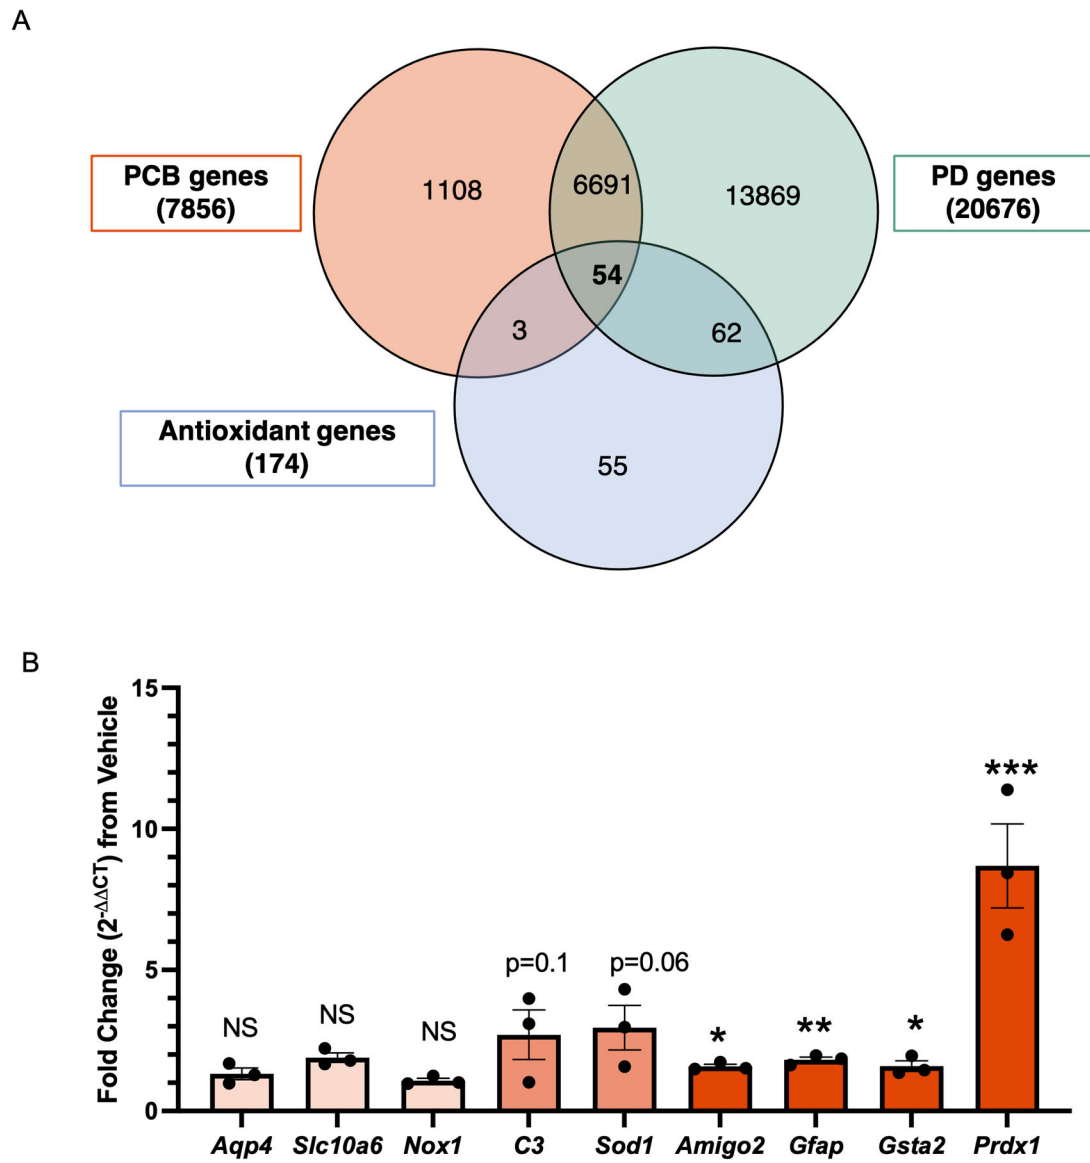 A
PCB genes
(7856)
1108
6691
13869
PD genes
(20676)
54
3
62
Antioxidant genes
(174)
55
B
Fold Change (2-ΔΔCT) from Vehicle
15
10
5
0
NS
NS
NS
p=0.1
p=0.06
*
**
*
***
Aqp4 Slc10a6 Nox1 C3 Sod1 Amigo2 Gfap Gsta2 Prdx1